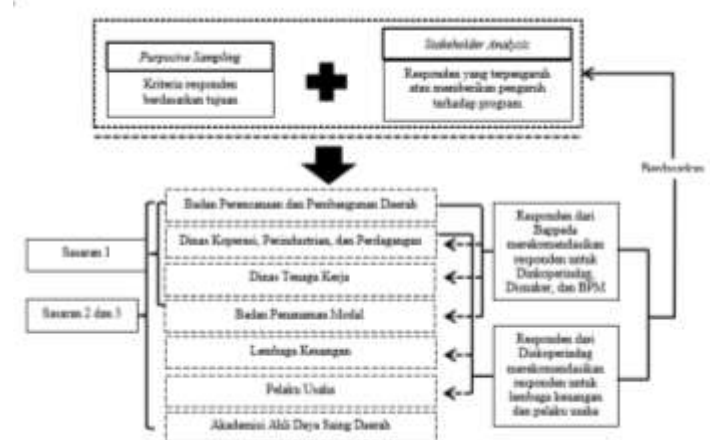 Purposive Sampling
Kriteria responden
berdasarkan tujuan
Stakeholder Analysis
Responden yang terpengaruh
atau memberikan pengaruh
terhadap program
Berdasarkan
Badan Perencanaan dan Pembangunan Daerah
Dinas Koperasi, Perindustrian, dan Perdagangan
Dinas Tenaga Kerja
Badan Penanaman Modal
Lembaga Keuangan
Pelaku Usaha
Akademisi Ahli Daya Saing Daerah
Sasaran 1
Sasaran 2 dan 3
Responden dari
Bappeda
merekomendasikan
responden untuk
Dinkoperindag,
Disnaker, dan BPM
Responden dari
Diskoperindag
merekomendasikan
responden untuk
lembaga keuangan
dan pelaku usaha